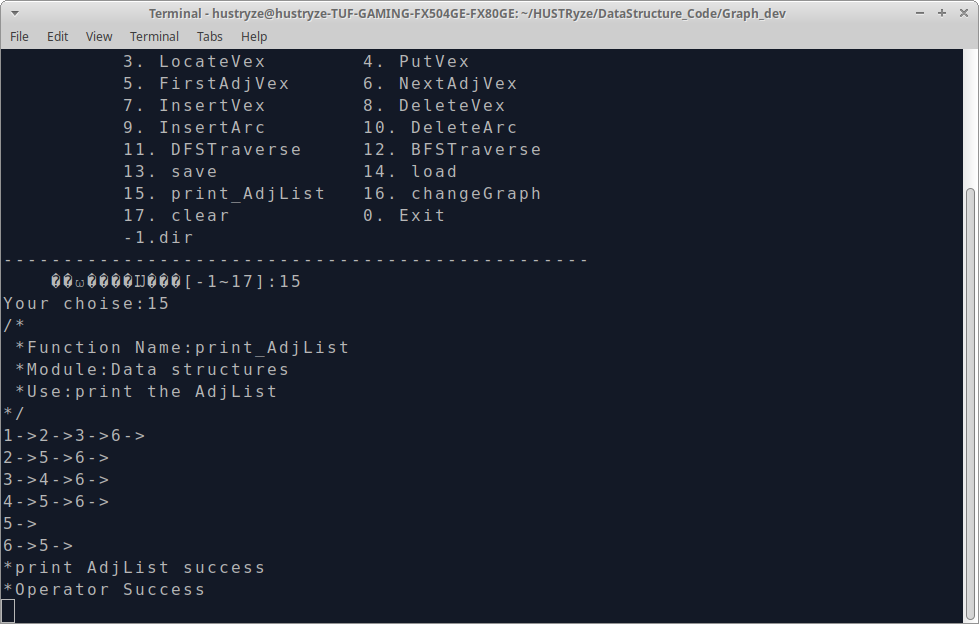 Terminal - hustryze@hustryze-TUF-GAMING-FX504GE-FX80GE: ~/HUSTRyze/DataStructure_Code/Graph_dev
File Edit View Terminal Tabs Help
3. LocateVex 4. PutVex
5. FirstAdjVex 6. NextAdjVex
7. InsertVex 8. DeleteVex
9. InsertArc 10. DeleteArc
11. DFSTraverse 12. BFSTraverse
13. save 14. load
15. print_AdjList 16. changeGraph
17. clear 0. Exit
-1.dir
-------------------------------------------------
[-1~17]:15
Your choise:15
/*
*Function Name:print_AdjList
*Module:Data structures
*Use:print the AdjList
*/
1->2->3->6->
2->5->6->
3->4->6->
4->5->6->
5->
6->5->
*print AdjList success
*Operator Success